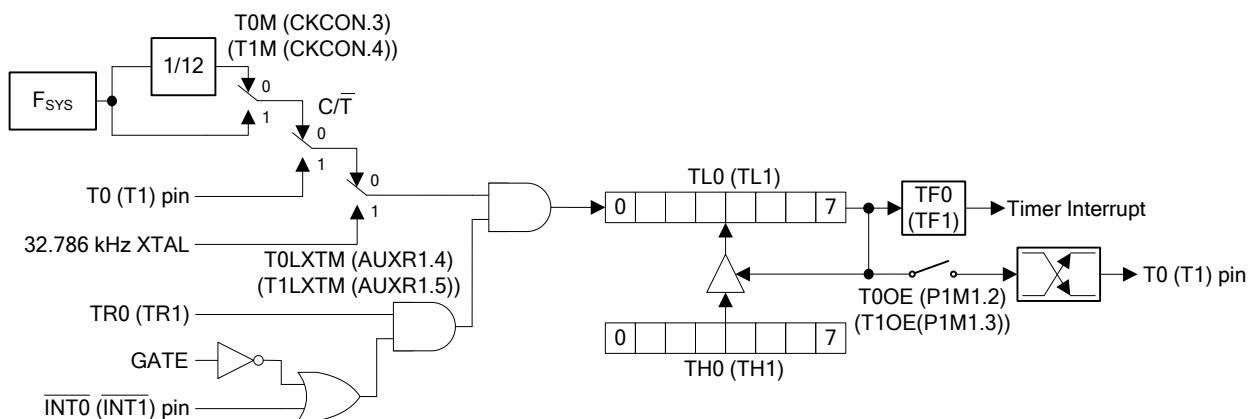 T0M (CKCON.3)
(T1M (CKCON.4))
1/12
FSYS
0
1
C/T̅
0
1
T0 (T1) pin
0
1
32.786 kHz XTAL
T0LXTM (AUXR1.4)
(T1LXTM (AUXR1.5))
TR0 (TR1)
GATE
I̅N̅T̅0̅ (I̅N̅T̅1̅) pin
TL0 (TL1)
0 7
TF0
(TF1)
Timer Interrupt
T0OE (P1M1.2)
(T1OE(P1M1.3))
T0 (T1) pin
0 7
TH0 (TH1)